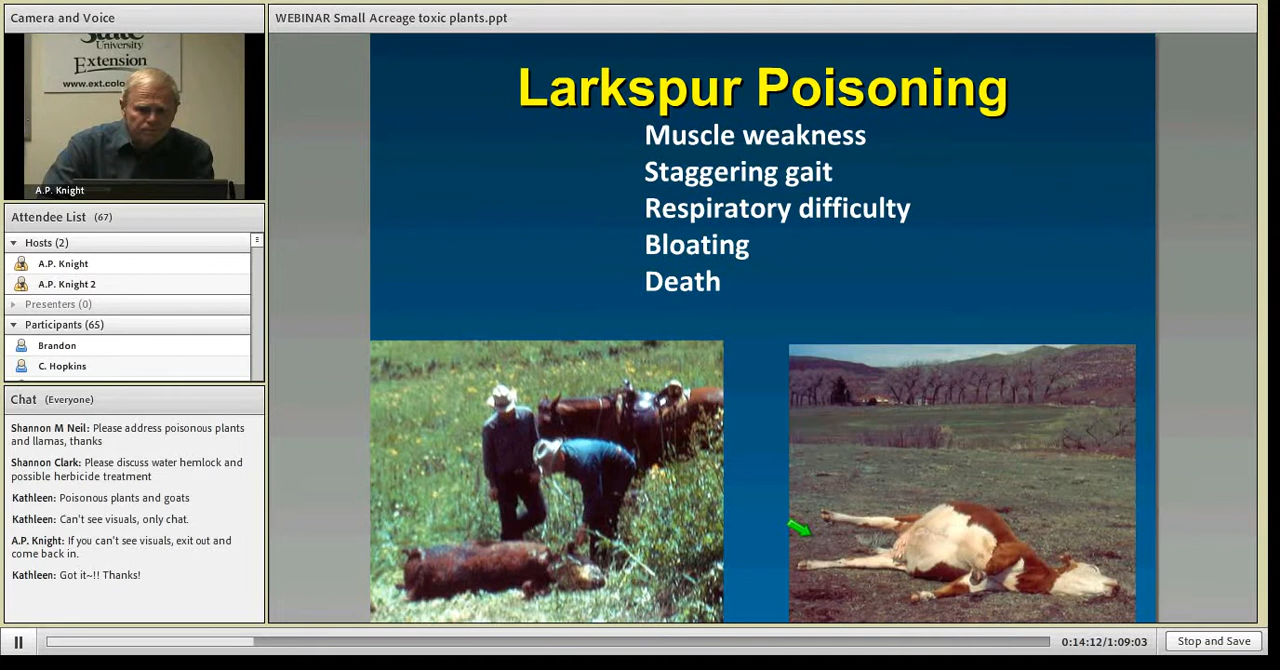 Camera and Voice
State
University
Extension
www.ext.colo
A.P. Knight
Attendee List (67)
Hosts (2)
A.P. Knight
A.P. Knight 2
Presenters (0)
Participants (65)
Brandon
C. Hopkins
Chat (Everyone)
Shannon M Neil: Please address poisonous plants
and llamas, thanks
Shannon Clark: Please discuss water hemlock and
possible herbicide treatment
Kathleen: Poisonous plants and goats
Kathleen: Can't see visuals, only chat.
A.P. Knight: If you can't see visuals, exit out and
come back in.
Kathleen: Got it~!! Thanks!
WEBINAR Small Acreage toxic plants.ppt
Larkspur Poisoning
Muscle weakness
Staggering gait
Respiratory difficulty
Bloating
Death
0:14:12/1:09:03
Stop and Save